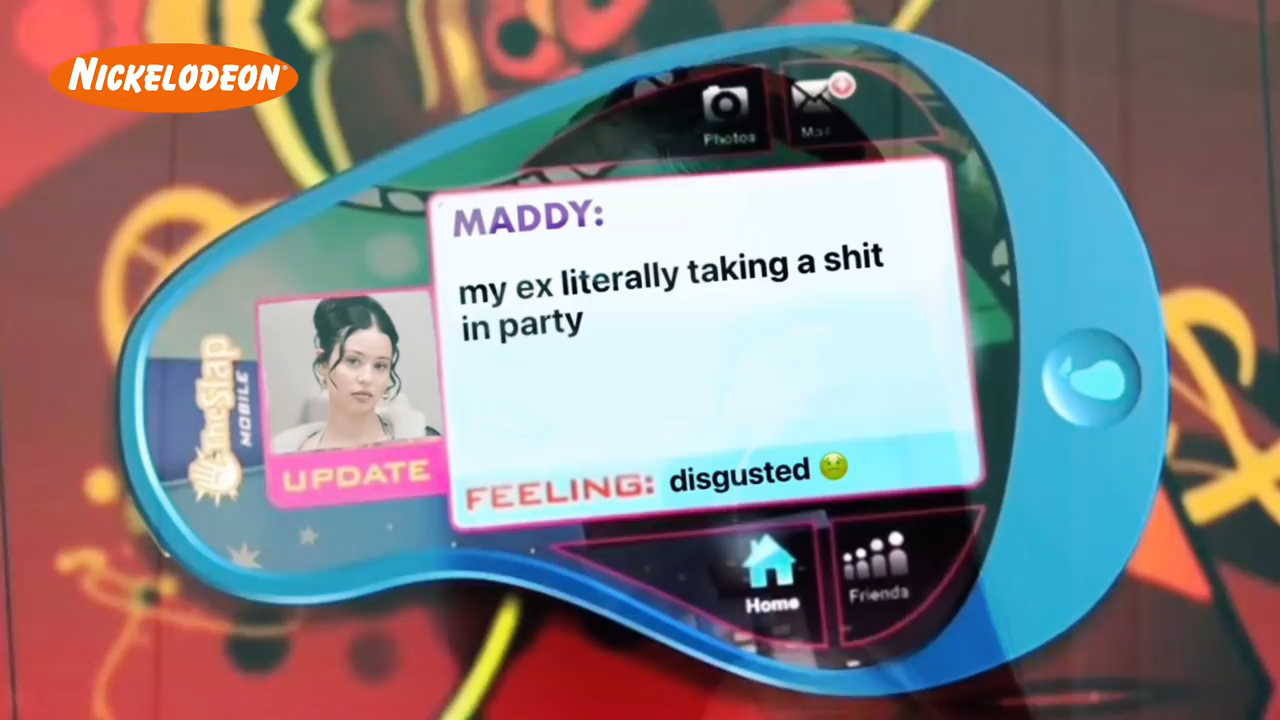 NICKELODEON®
Photos
Mail
MADDY:
my ex literally taking a shit
in party
TheSlap
MOBILE
UPDATE
FEELING: disgusted 🤢
Home
Friends